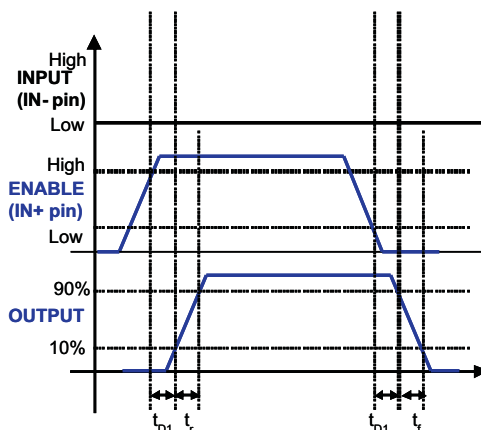 High
INPUT
(IN- pin)
Low
High
ENABLE
(IN+ pin)
Low
90%
OUTPUT
10%
tD1 tr tD1 tf